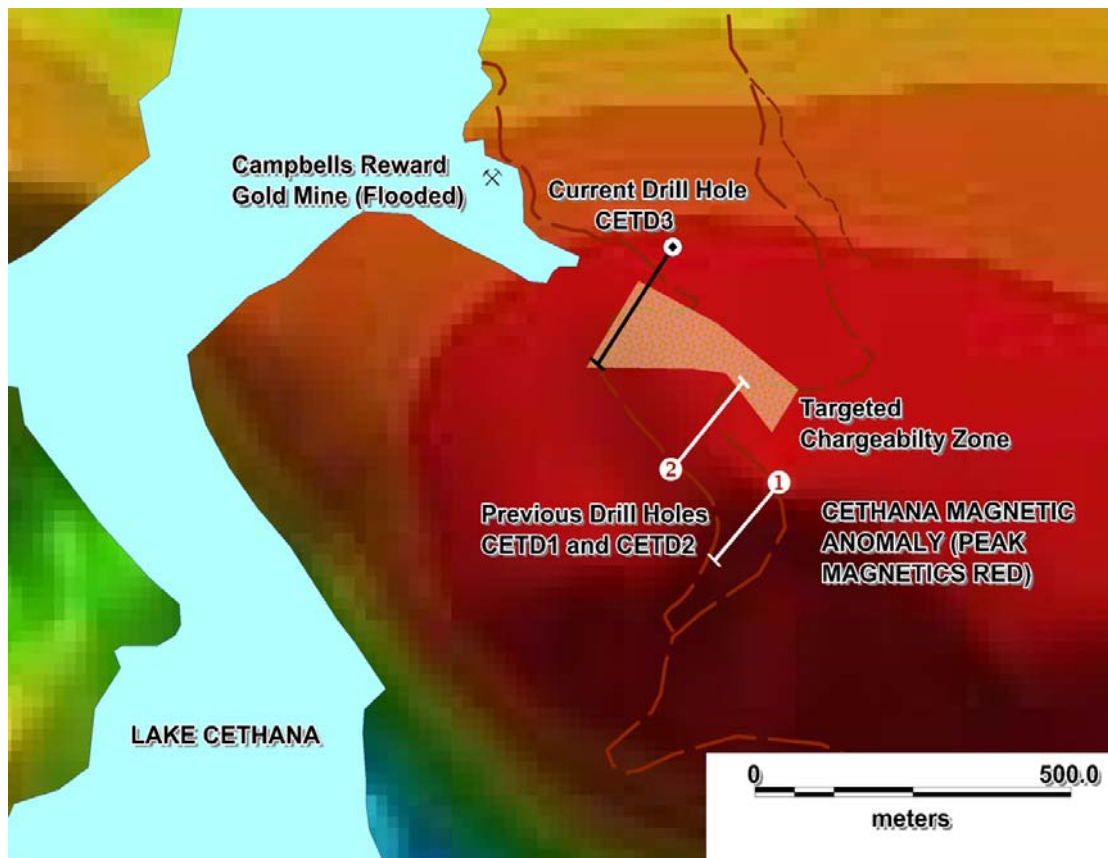 Campbells Reward
Gold Mine (Flooded)
Current Drill Hole
CETD3
Targeted
Chargeabilty Zone
2
1
Previous Drill Holes
CETD1 and CETD2
CETHANA MAGNETIC
ANOMALY (PEAK
MAGNETICS RED)
LAKE CETHANA
0
500.0
meters